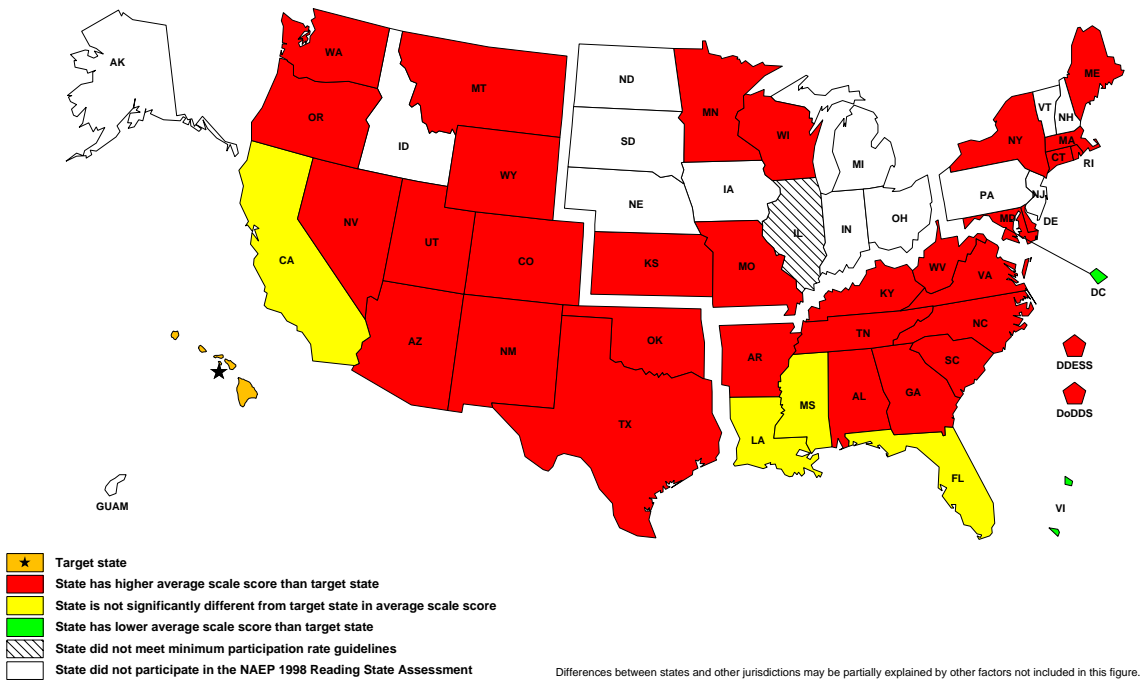 AK
WA
MT
ND
MN
ME
VT
NH
OR
ID
SD
WI
NY
MA
CT
RI
MI
WY
IA
PA
NJ
NE
OH
IN
IL
MD
DE
NV
UT
CO
CA
KS
MO
WV
VA
KY
DC
NC
TN
AZ
NM
OK
AR
SC
DDESS
GA
AL
MS
DoDDS
TX
LA
FL
GUAM
VI
Target state
State has higher average scale score than target state
State is not significantly different from target state in average scale score
State has lower average scale score than target state
State did not meet minimum participation rate guidelines
State did not participate in the NAEP 1998 Reading State Assessment
Differences between states and other jurisdictions may be partially explained by other factors not included in this figure.